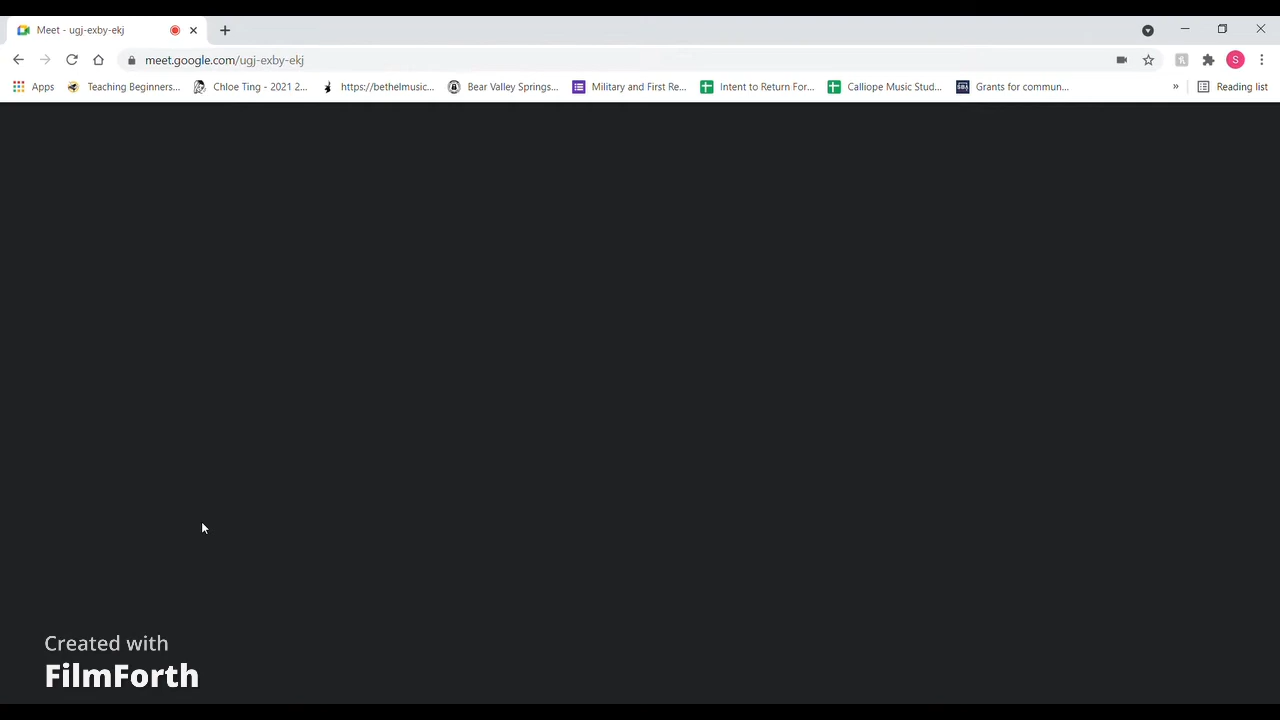 Meet - ugj-exby-ekj
meet.google.com/ugj-exby-ekj
S
Apps Teaching Beginners... Chloe Ting - 2021 2... https://bethelmusic... Bear Valley Springs... Military and First Re... Intent to Return For... Calliope Music Stud... Grants for commun... » Reading list
Created with
FilmForth